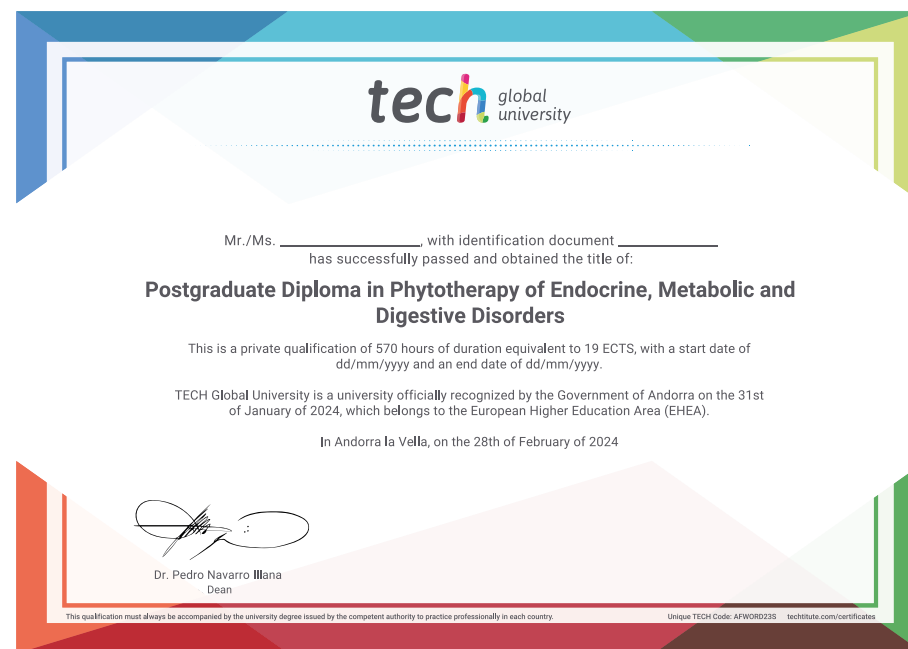 tech global
university
Mr./Ms. ____________________, with identification document ______________
has successfully passed and obtained the title of:
Postgraduate Diploma in Phytotherapy of Endocrine, Metabolic and
Digestive Disorders
This is a private qualification of 570 hours of duration equivalent to 19 ECTS, with a start date of
dd/mm/yyyy and an end date of dd/mm/yyyy.
TECH Global University is a university officially recognized by the Government of Andorra on the 31st
of January of 2024, which belongs to the European Higher Education Area (EHEA).
In Andorra la Vella, on the 28th of February of 2024
Dr. Pedro Navarro Illana
Dean
This qualification must always be accompanied by the university degree issued by the competent authority to practice professionally in each country. Unique TECH Code: AFWORD23S techtitute.com/certificates